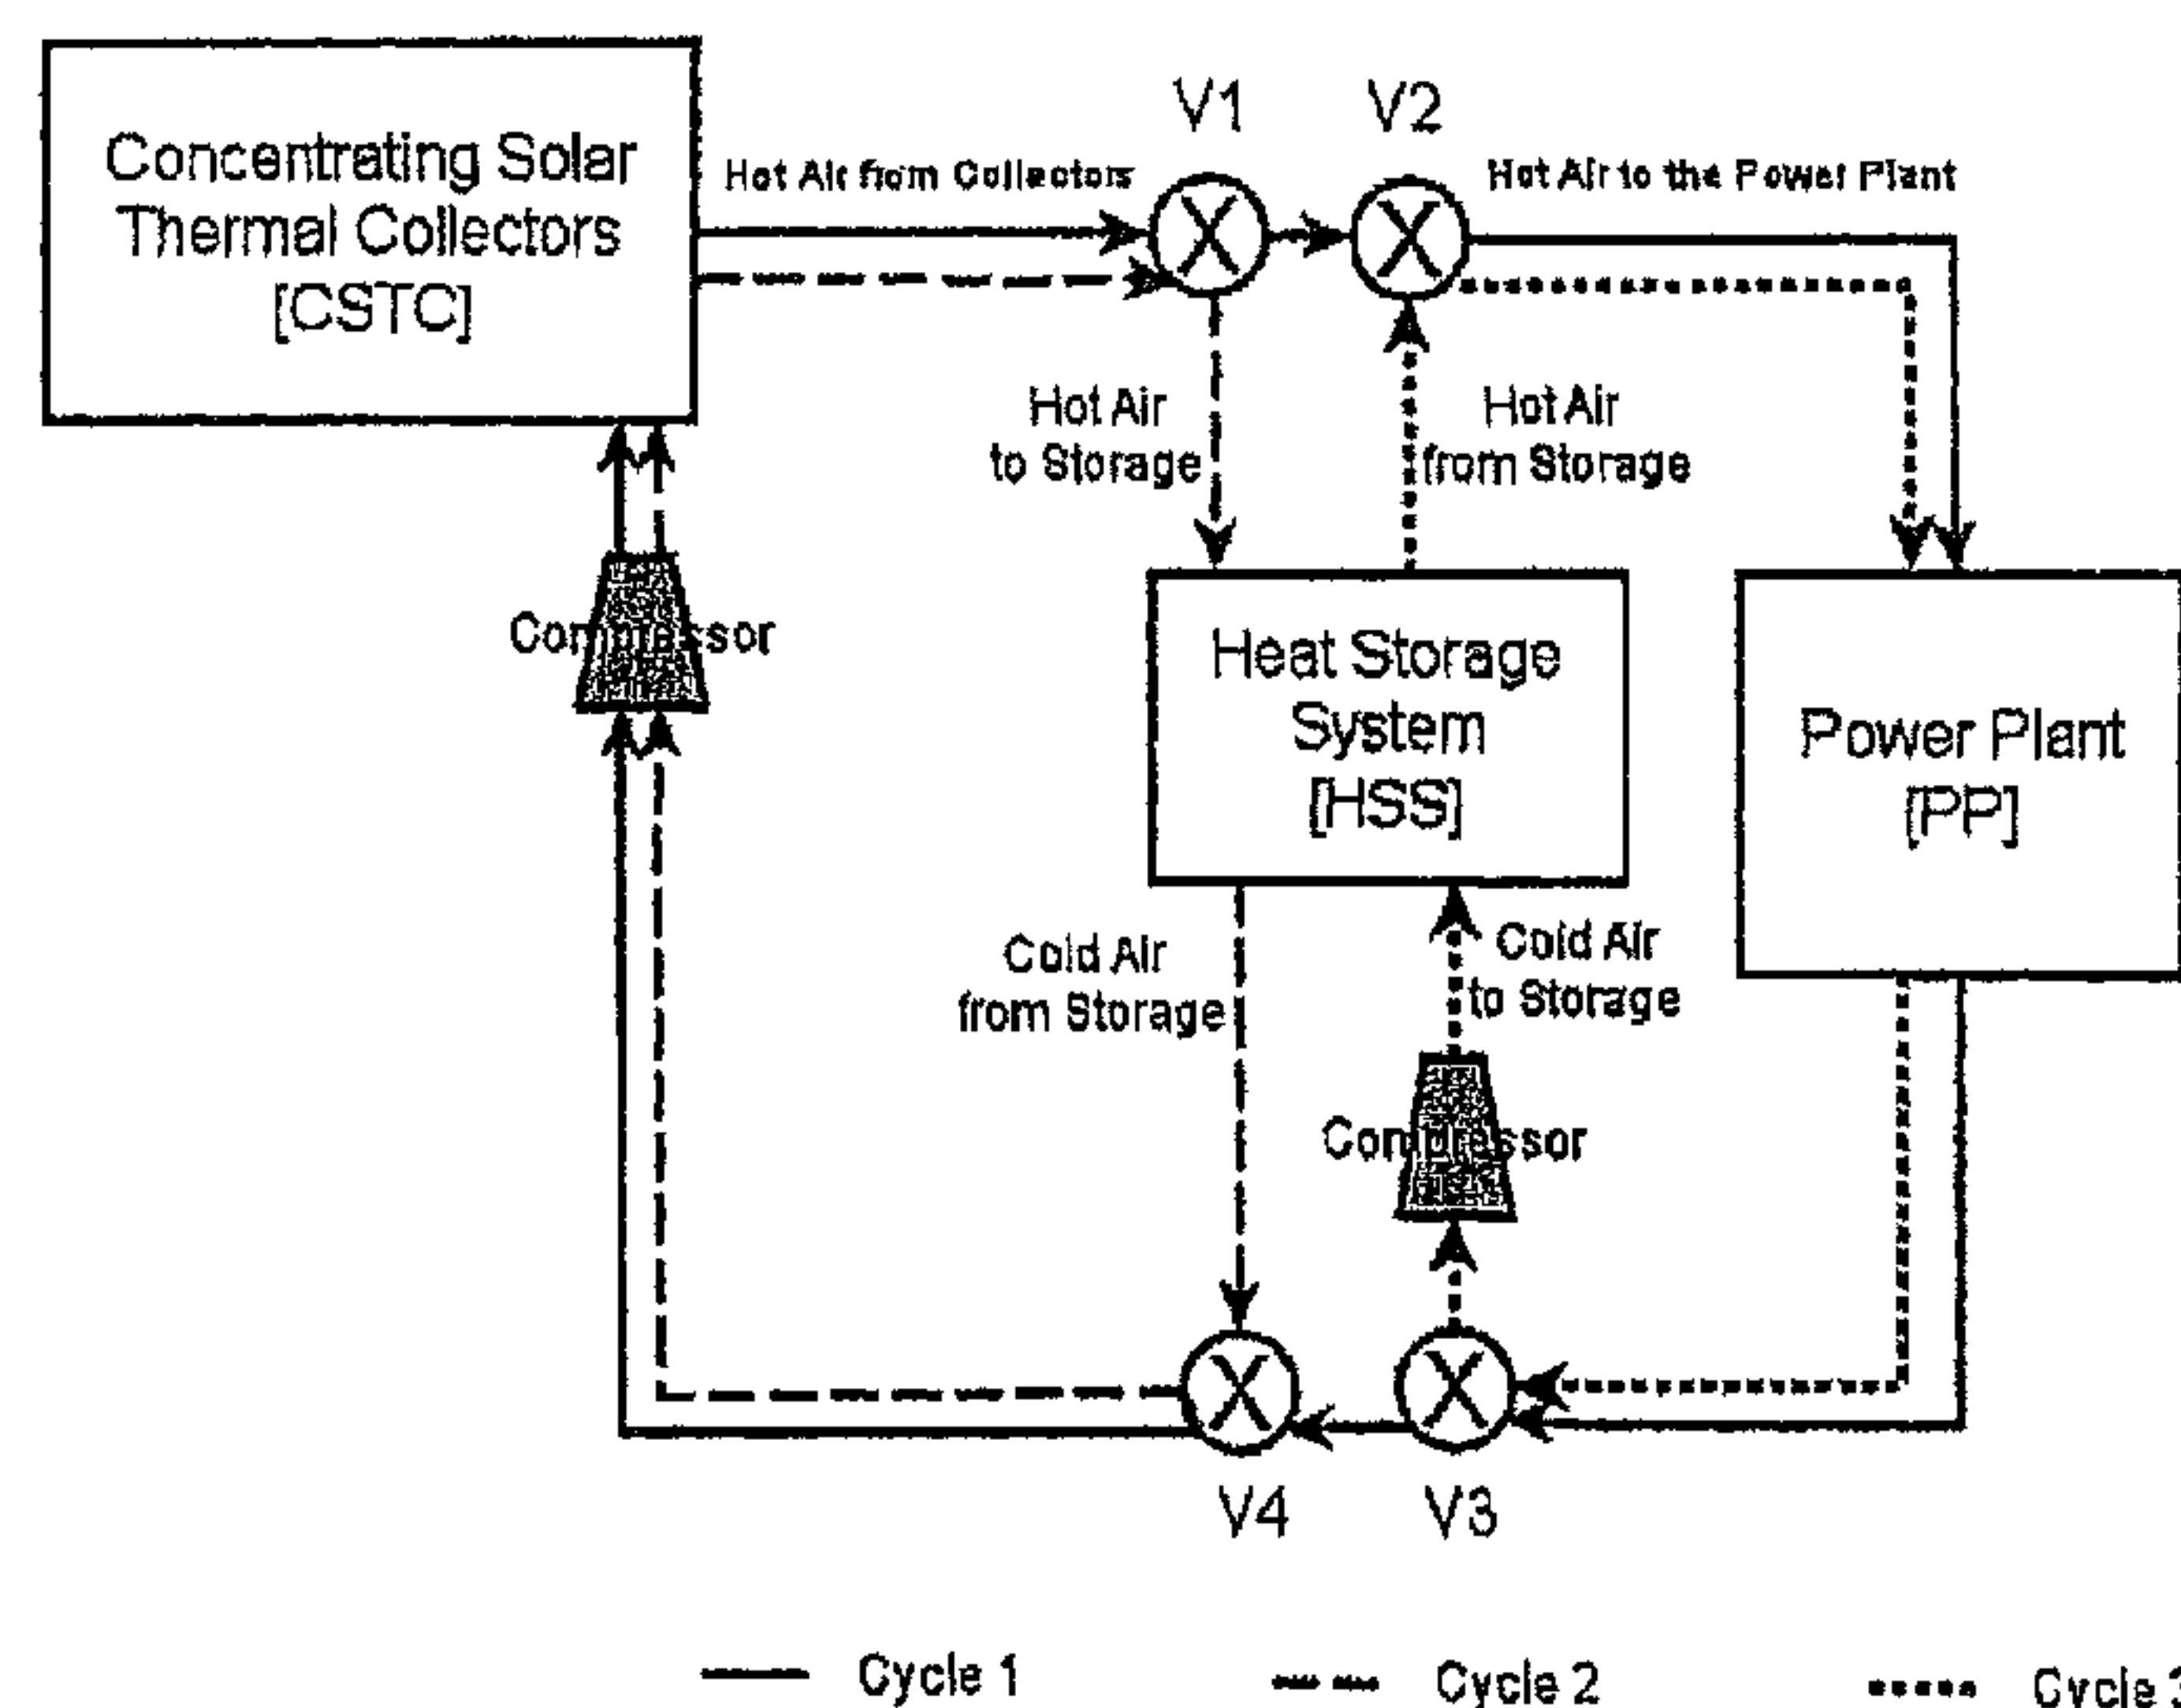 Concentrating Solar
Thermal Collectors
[CSTC]
V1
V2
Hot Air from Collectors
X
X
Hot Air to the Power Plant
Hot Air
to Storage
Hot Air
from Storage
Compressor
Heat Storage
System
[HSS]
Power Plant
[PP]
Cold Air
from Storage
Cold Air
to Storage
Compressor
X
X
V4
V3
Cycle 1
Cycle 2
Cycle